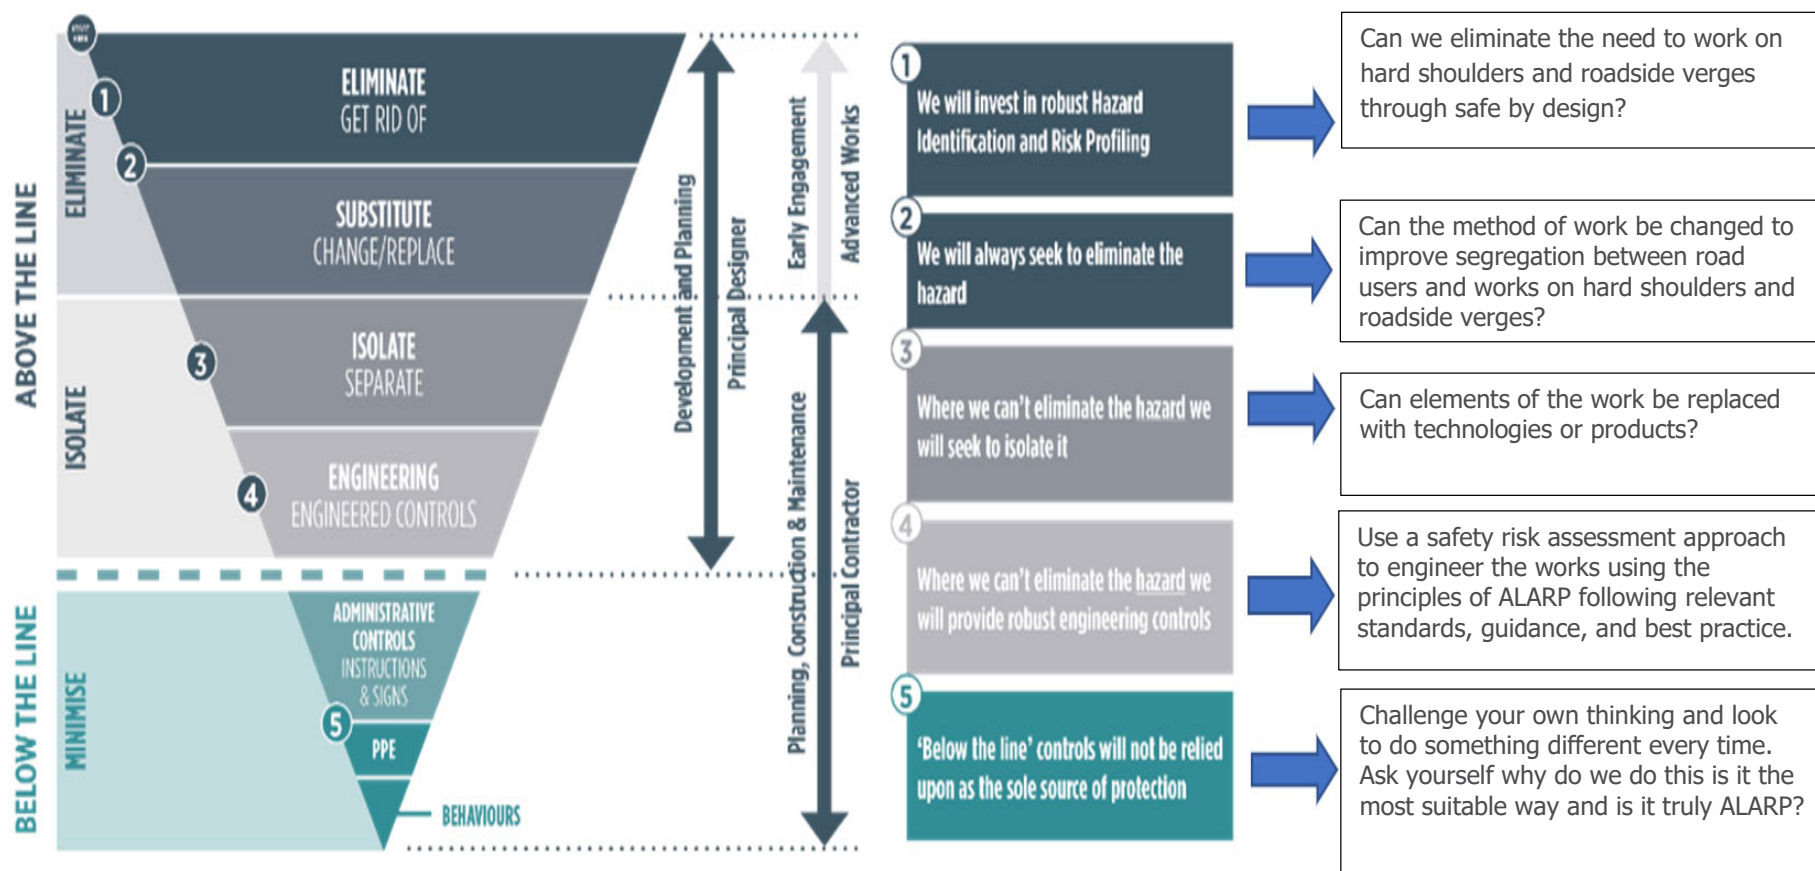 ABOVE THE LINE
BELOW THE LINE
ELIMINATE
ISOLATE
MINIMISE
1
ELIMINATE
GET RID OF
2
SUBSTITUTE
CHANGE/REPLACE
3
ISOLATE
SEPARATE
4
ENGINEERING
ENGINEERED CONTROLS
ADMINISTRATIVE
CONTROLS
INSTRUCTIONS
& SIGNS
5
PPE
BEHAVIOURS
Development and Planning
Principal Designer
Early Engagement
Advanced Works
Planning, Construction & Maintenance
Principal Contractor
1
We will invest in robust Hazard
Identification and Risk Profiling
2
We will always seek to eliminate the
hazard
3
Where we can't eliminate the hazard we
will seek to isolate it
4
Where we can't eliminate the hazard we
will provide robust engineering controls
5
'Below the line' controls will not be relied
upon as the sole source of protection
Can we eliminate the need to work on
hard shoulders and roadside verges
through safe by design?
Can the method of work be changed to
improve segregation between road
users and works on hard shoulders and
roadside verges?
Can elements of the work be replaced
with technologies or products?
Use a safety risk assessment approach
to engineer the works using the
principles of ALARP following relevant
standards, guidance, and best practice.
Challenge your own thinking and look
to do something different every time.
Ask yourself why do we do this is it the
most suitable way and is it truly ALARP?